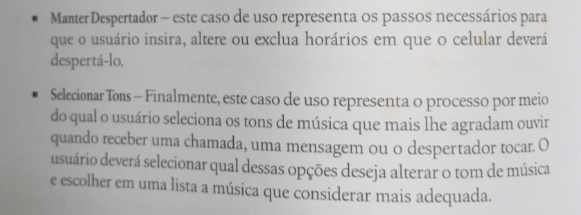 ▪ Manter Despertador – este caso de uso representa os passos necessários para
que o usuário insira, altere ou exclua horários em que o celular deverá
despertá-lo.
▪ Selecionar Tons – Finalmente, este caso de uso representa o processo por meio
do qual o usuário seleciona os tons de música que mais lhe agradam ouvir
quando receber uma chamada, uma mensagem ou o despertador tocar. O
usuário deverá selecionar qual dessas opções deseja alterar o tom de música
e escolher em uma lista a música que considerar mais adequada.